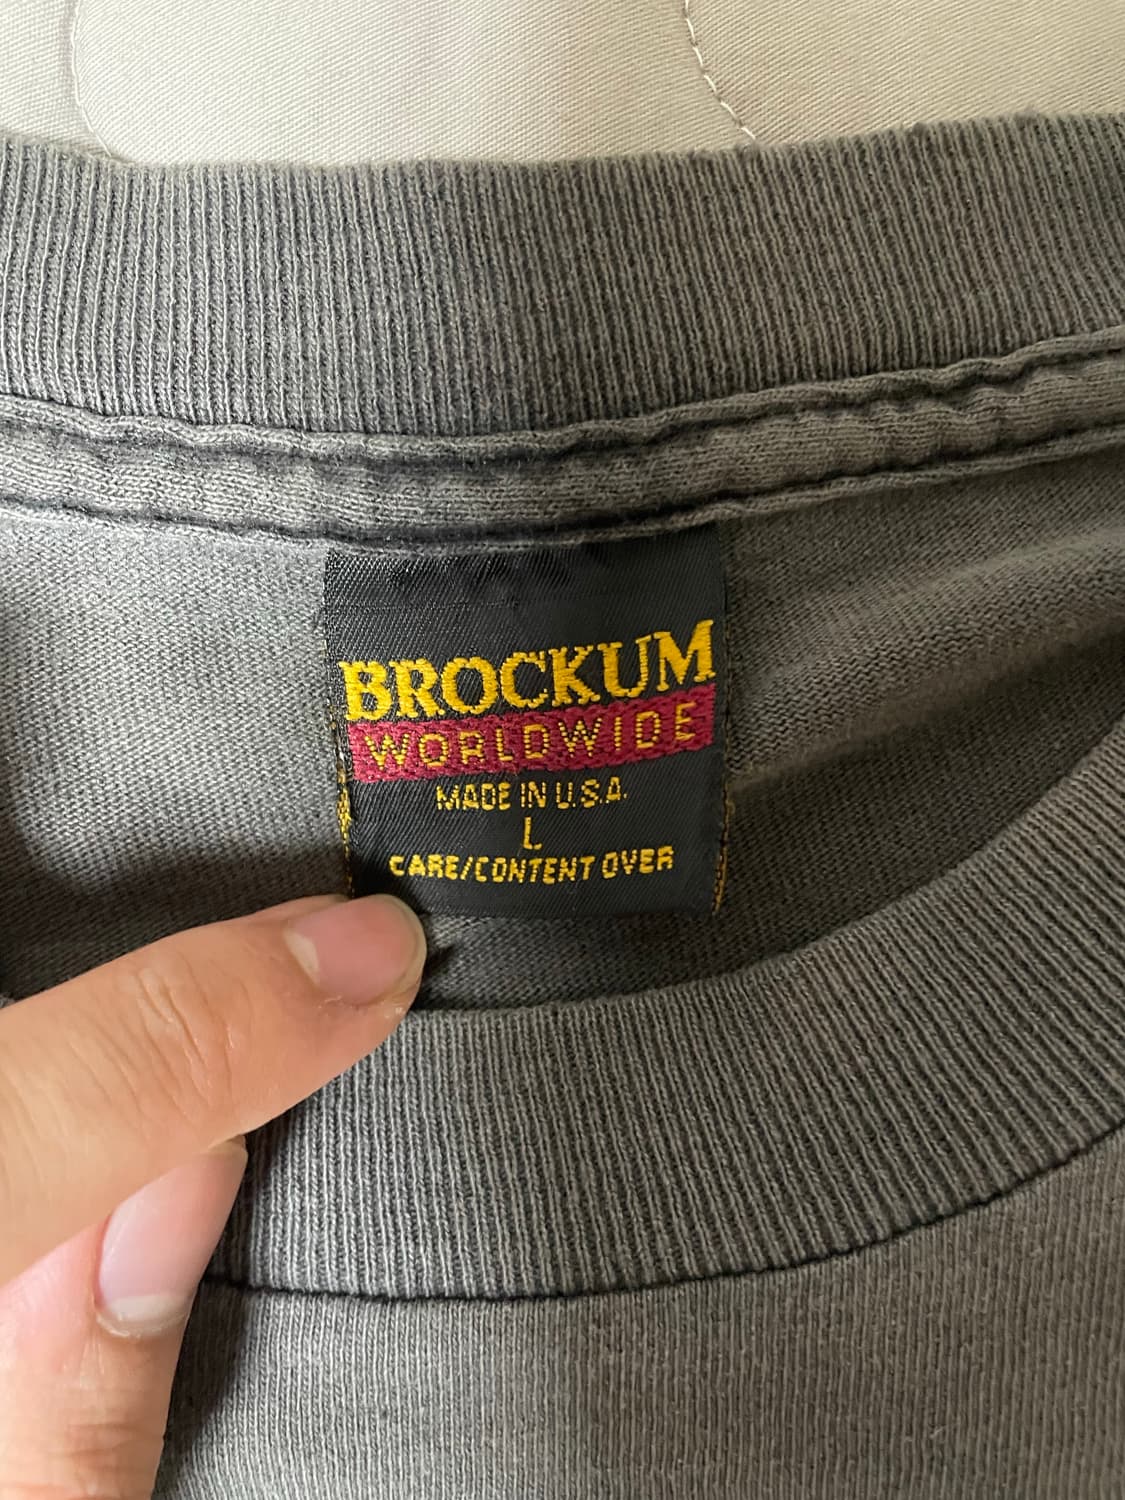 BROCKUM
WORLDWIDE
MADE IN U.S.A.
L
CARE/CONTENT OVER